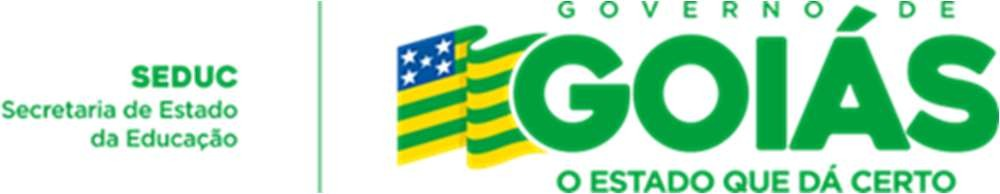 SEDUC
Secretaria de Estado
da Educação
GOVERNO DE
GOIÁS
O ESTADO QUE DÁ CERTO